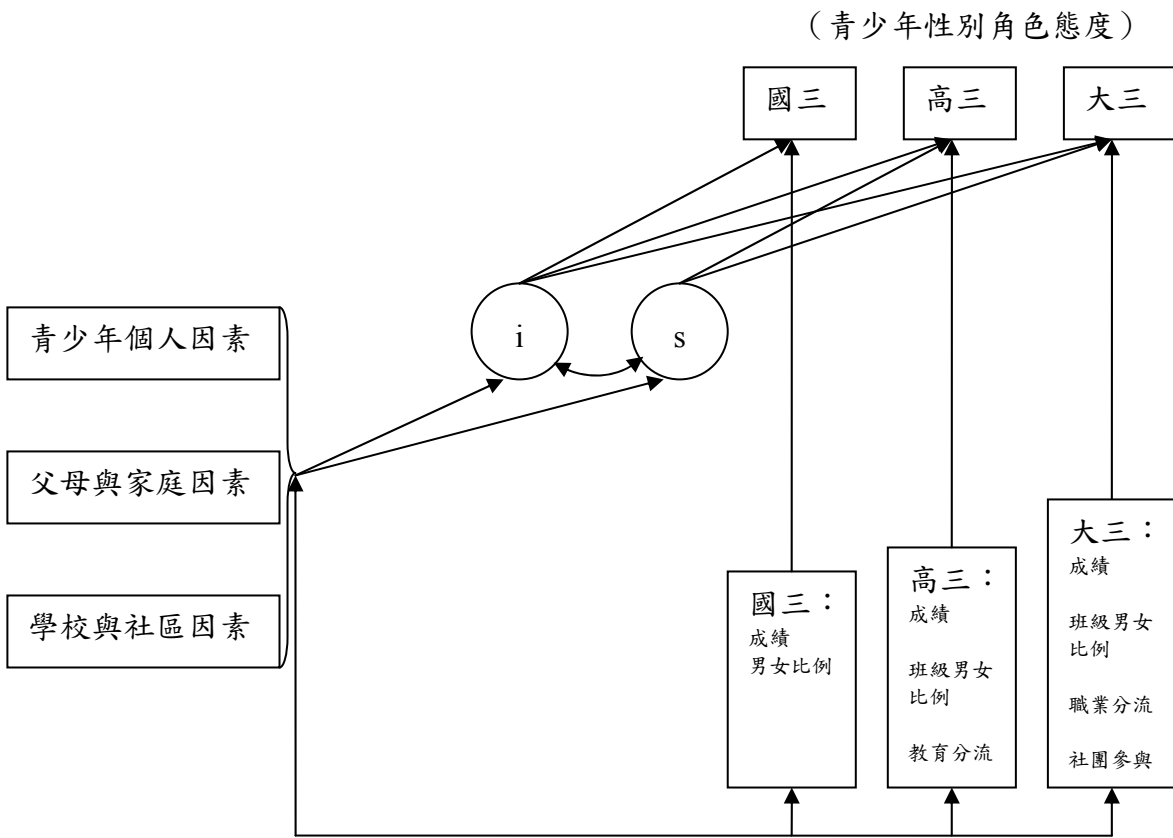 （青少年性別角色態度）
國三
高三
大三
i
s
青少年個人因素
父母與家庭因素
學校與社區因素
國三：
成績
男女比例
高三：
成績
班級男女
比例
教育分流
大三：
成績
班級男女
比例
職業分流
社團參與